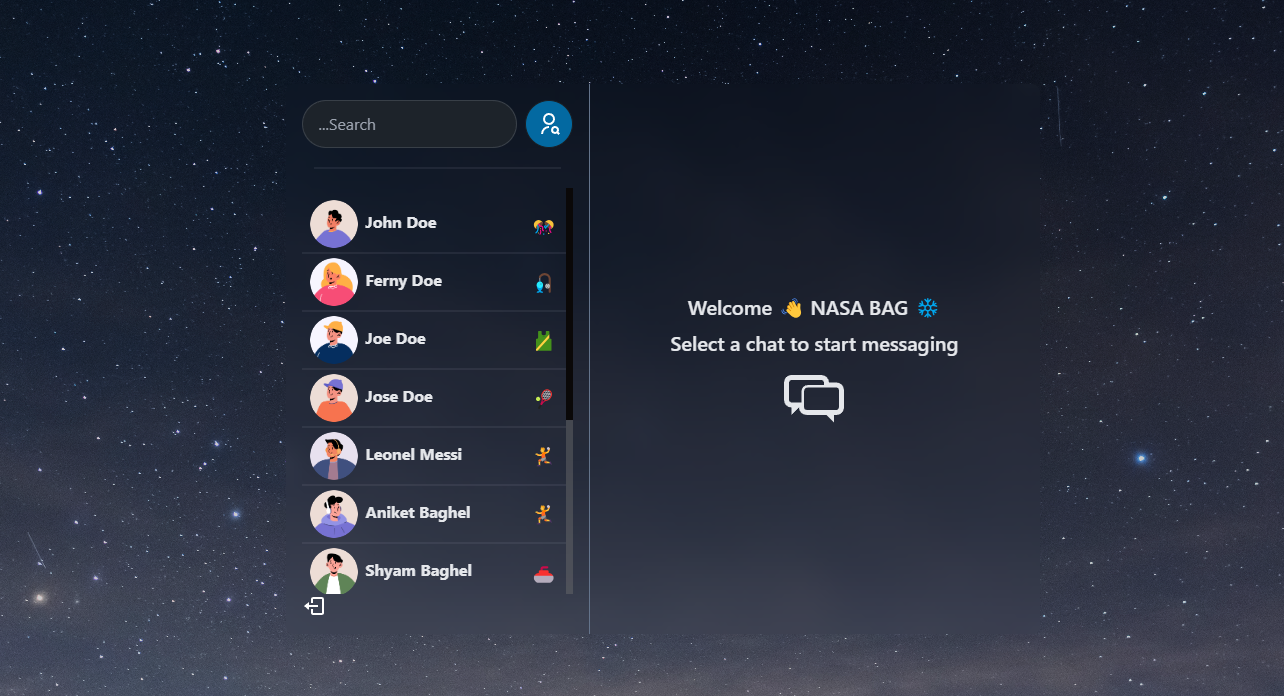 ...Search
John Doe
Ferny Doe
Joe Doe
Jose Doe
Leonel Messi
Aniket Baghel
Shyam Baghel
Welcome 👋 NASA BAG ❄
Select a chat to start messaging